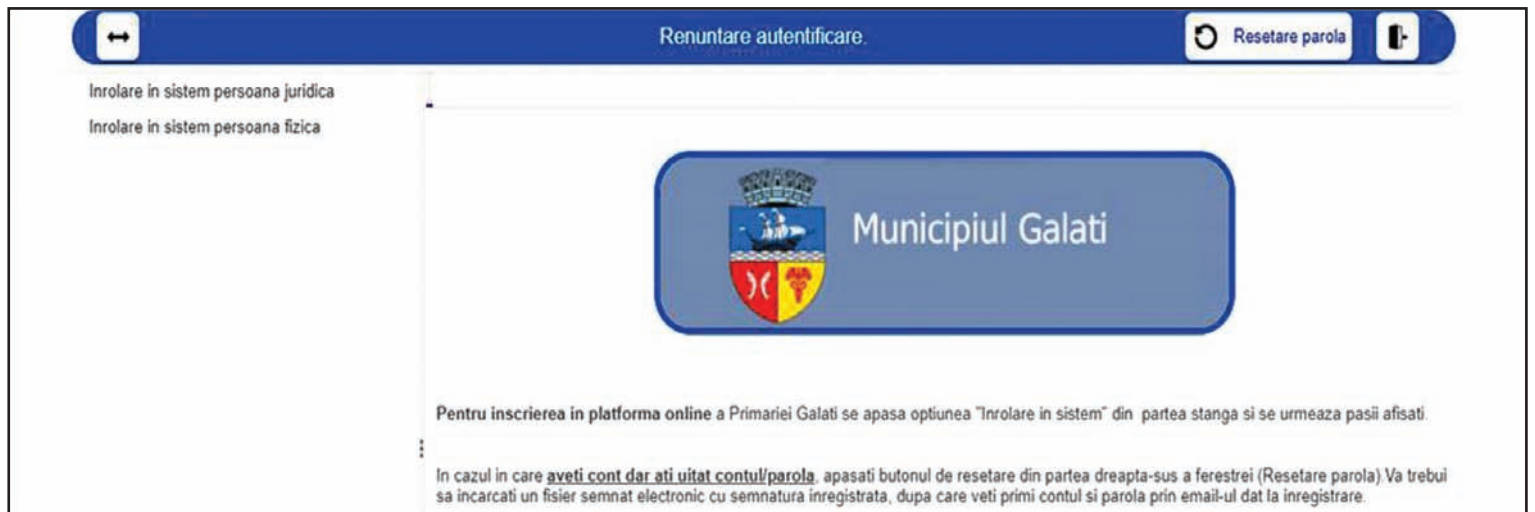 Renuntare autentificare.
Resetare parola
Inrolare in sistem persoana juridica
Inrolare in sistem persoana fizica
Municipiul Galati
Pentru inscrierea in platforma online a Primariei Galati se apasa optiunea "Inrolare in sistem" din partea stanga si se urmeaza pasii afisati.
In cazul in care aveti cont dar ati uitat contul/parola, apasati butonul de resetare din partea dreapta-sus a ferestrei (Resetare parola).Va trebui
sa incarcati un fisier semnat electronic cu semnatura inregistrata, dupa care veti primi contul si parola prin email-ul dat la inregistrare.